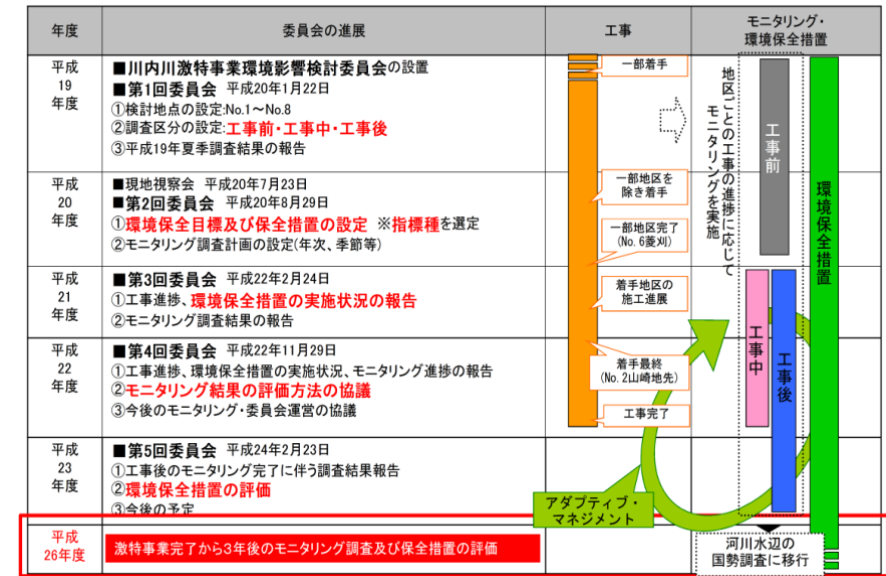 年度
委員会の進展
工事
モニタリング・
環境保全措置
平成
19
年度
■川内川激特事業環境影響検討委員会の設置
■第1回委員会 平成20年1月22日
①検討地点の設定:No.1～No.8
②調査区分の設定:工事前・工事中・工事後
③平成19年夏季調査結果の報告
一部着手
地区ごとの工事の進捗に応じて
モニタリングを実施
工事前
環境保全措置
平成
20
年度
■現地視察会 平成20年7月23日
■第2回委員会 平成20年8月29日
①環境保全目標及び保全措置の設定 ※指標種を選定
②モニタリング調査計画の設定(年次、季節等)
一部地区を
除き着手
一部地区完了
(No.6菱刈)
平成
21
年度
■第3回委員会 平成22年2月24日
①工事進捗、環境保全措置の実施状況の報告
②モニタリング調査結果の報告
着手地区の
施工進展
工事中
工事後
平成
22
年度
■第4回委員会 平成22年11月29日
①工事進捗、環境保全措置の実施状況、モニタリング進捗の報告
②モニタリング結果の評価方法の協議
③今後のモニタリング・委員会運営の協議
着手最終
(No.2山崎地先)
工事完了
平成
23
年度
■第5回委員会 平成24年2月23日
①工事後のモニタリング完了に伴う調査結果報告
②環境保全措置の評価
③今後の予定
アダプティブ・
マネジメント
平成
26年度
激特事業完了から3年後のモニタリング調査及び保全措置の評価
河川水辺の
国勢調査に移行